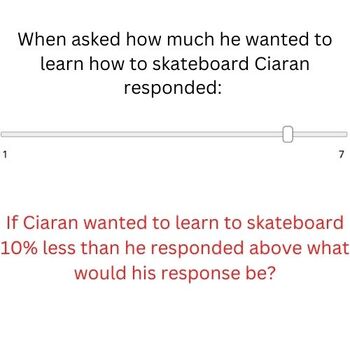 When asked how much he wanted to
learn how to skateboard Ciaran
responded:
1 7
If Ciaran wanted to learn to skateboard
10% less than he responded above what
would his response be?